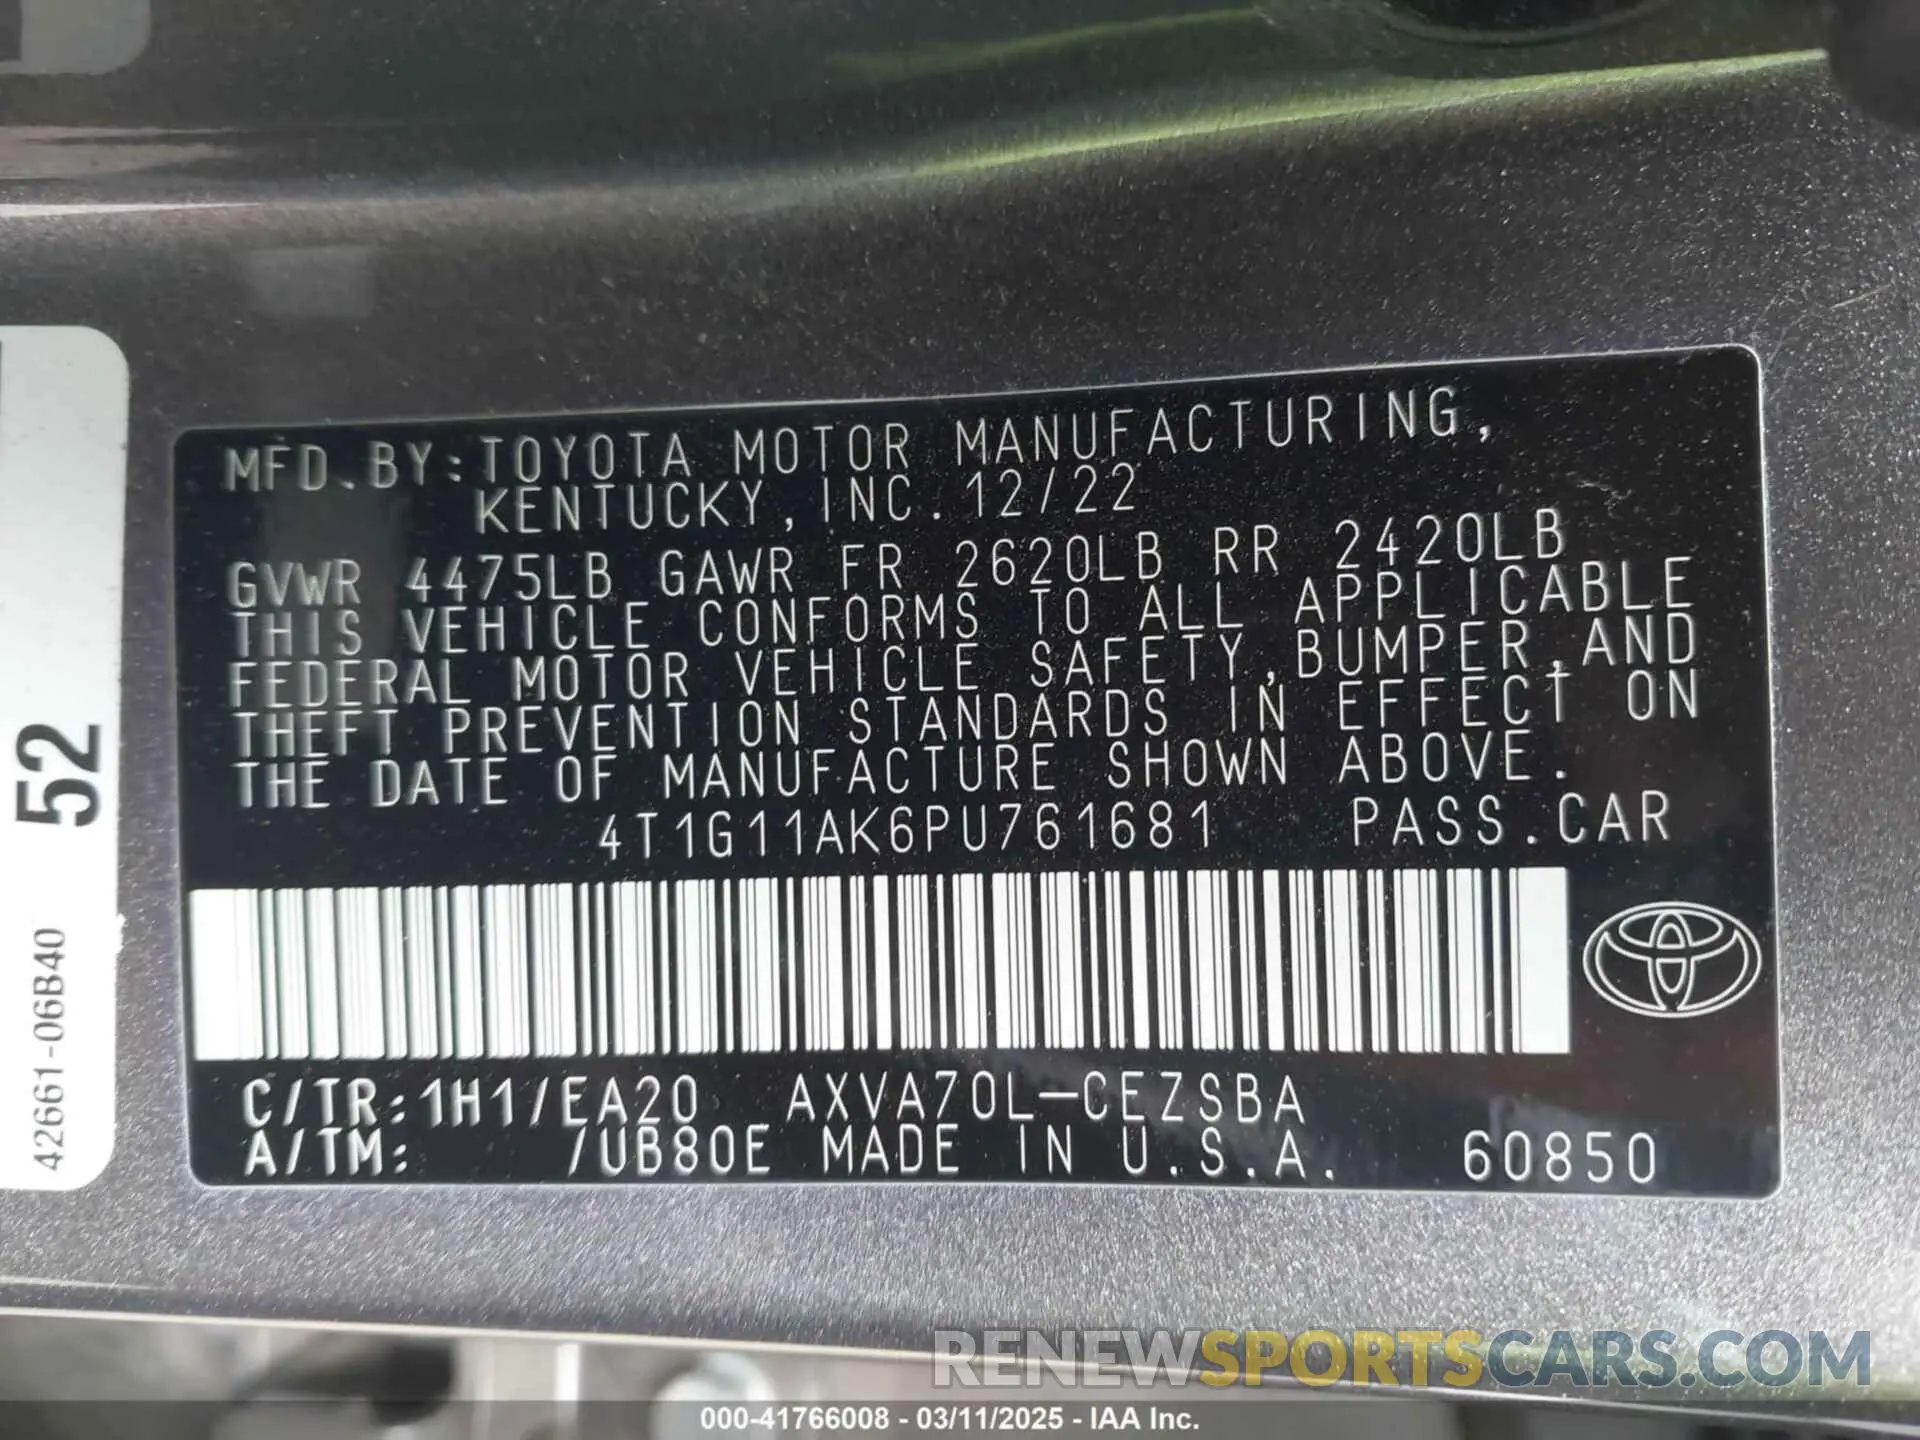 MFD.BY:TOYOTA MOTOR MANUFACTURING,
KENTUCKY,INC.12/22
GVWR 4475LB GAWR FR 2620LB RR 2420LB
THIS VEHICLE CONFORMS TO ALL APPLICABLE
FEDERAL MOTOR VEHICLE SAFETY,BUMPER,AND
THEFT PREVENTION STANDARDS IN EFFECT ON
THE DATE OF MANUFACTURE SHOWN ABOVE.
4T1G11AK6PU761681 PASS.CAR
C/TR:1H1/EA20 AXVA70L-CEZSBA
A/TM: /UB80E MADE IN U.S.A. 60850
52
42661-06B40
RENEWSPORTSCARS.COM
000-41766008 - 03/11/2025 - IAA Inc.